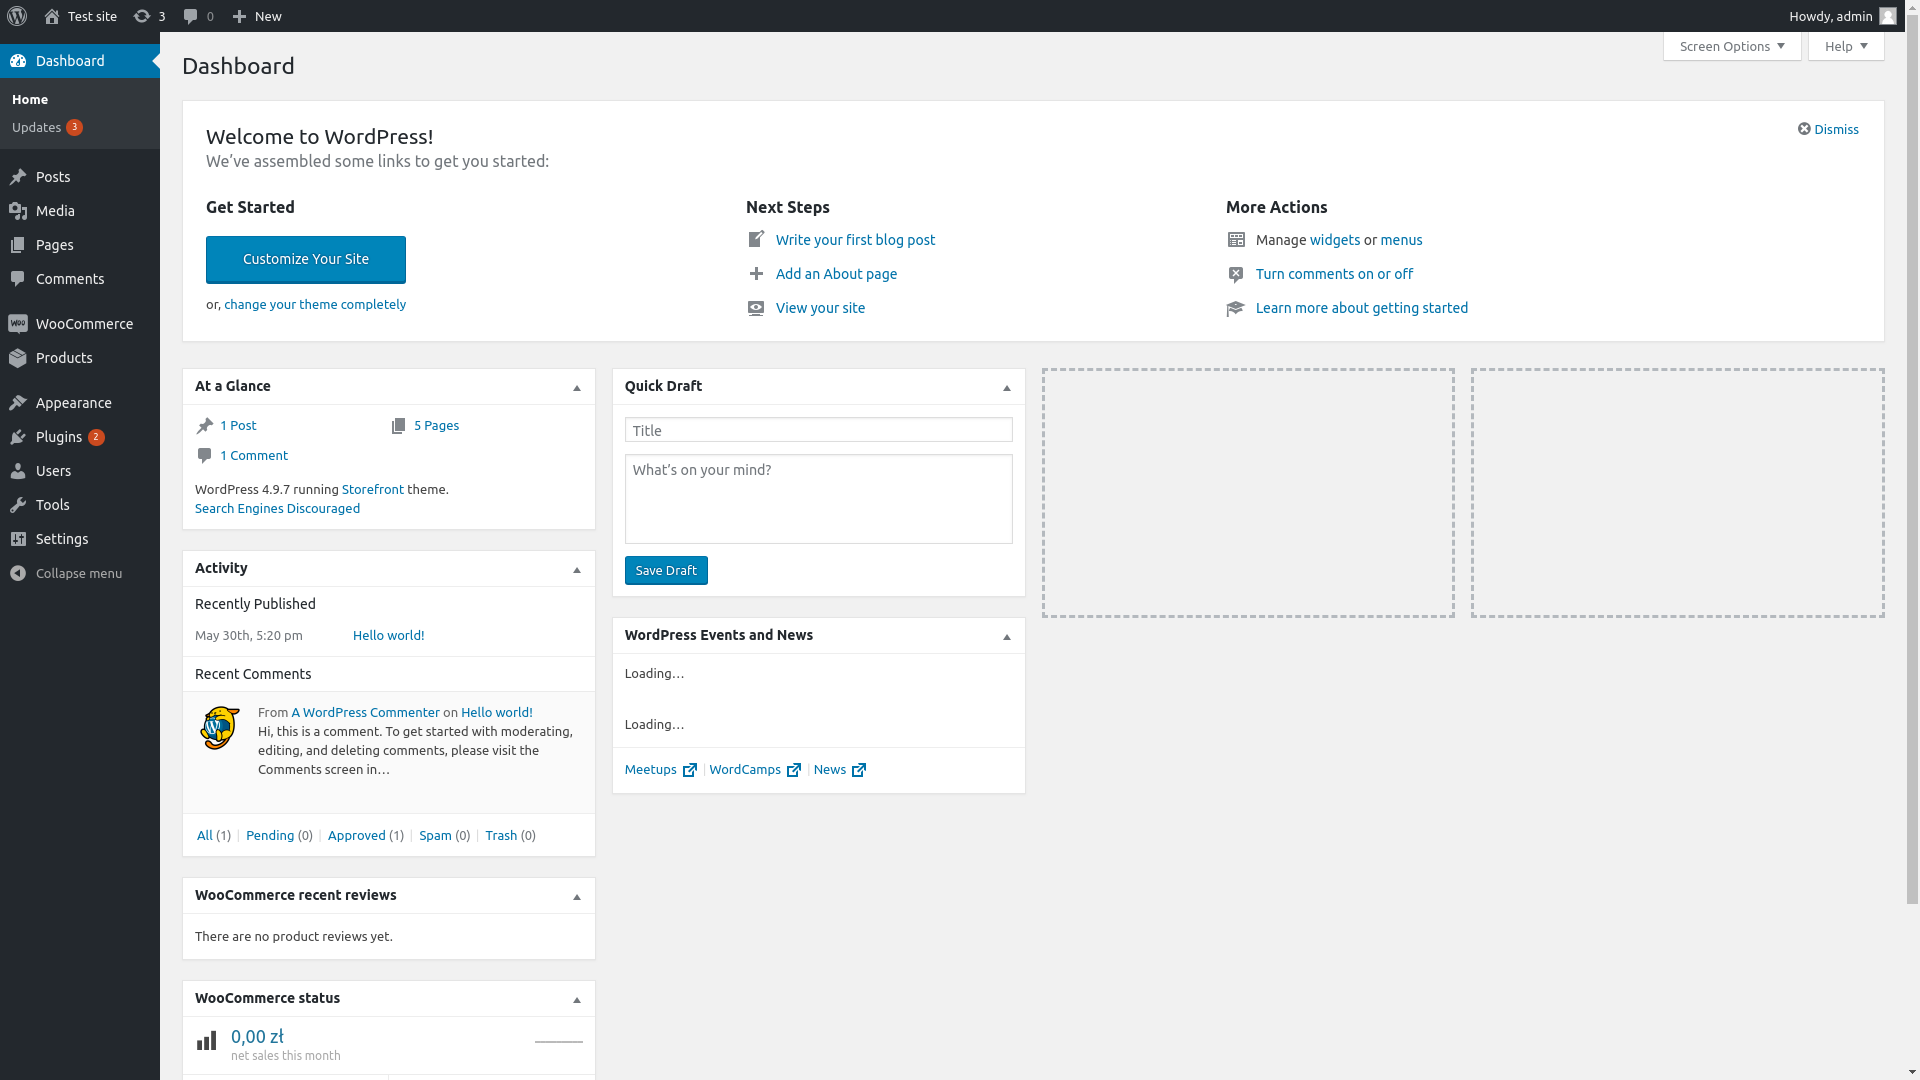 Test site
3
0
New
Howdy, admin
Dashboard
Home
Updates 3
Posts
Media
Pages
Comments
WooCommerce
Products
Appearance
Plugins 2
Users
Tools
Settings
Collapse menu
Screen Options
Help
Dashboard
Welcome to WordPress!
We’ve assembled some links to get you started:
Dismiss
Get Started
Customize Your Site
or, change your theme completely
Next Steps
Write your first blog post
Add an About page
View your site
More Actions
Manage widgets or menus
Turn comments on or off
Learn more about getting started
At a Glance
1 Post
5 Pages
1 Comment
WordPress 4.9.7 running Storefront theme.
Search Engines Discouraged
Activity
Recently Published
May 30th, 5:20 pm
Hello world!
Recent Comments
From A WordPress Commenter on Hello world!
Hi, this is a comment. To get started with moderating,
editing, and deleting comments, please visit the
Comments screen in…
All (1) | Pending (0) | Approved (1) | Spam (0) | Trash (0)
WooCommerce recent reviews
There are no product reviews yet.
WooCommerce status
0,00 zł
net sales this month
Quick Draft
Title
What’s on your mind?
Save Draft
WordPress Events and News
Loading…
Loading…
Meetups | WordCamps | News